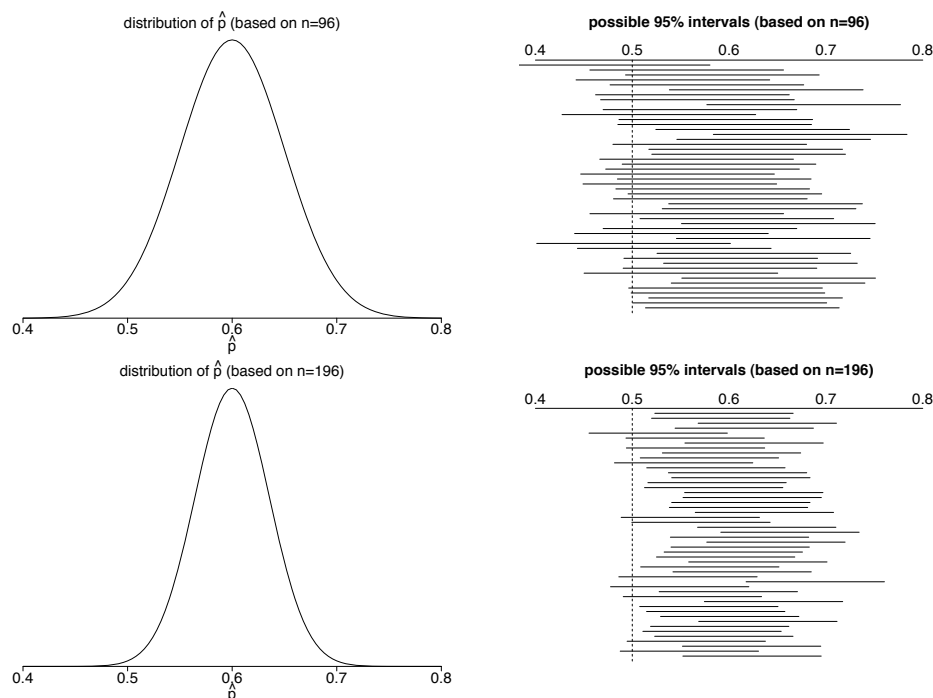 distribution of p̂ (based on n=96)
0.4 0.5 0.6 0.7 0.8
p̂
possible 95% intervals (based on n=96)
0.4 0.5 0.6 0.7 0.8
distribution of p̂ (based on n=196)
0.4 0.5 0.6 0.7 0.8
p̂
possible 95% intervals (based on n=196)
0.4 0.5 0.6 0.7 0.8